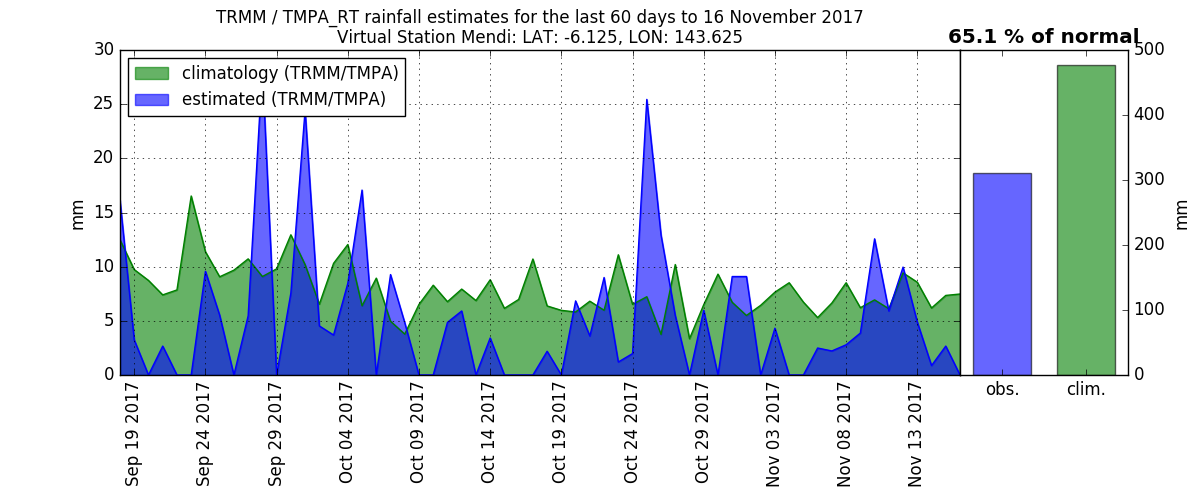 TRMM / TMPA_RT rainfall estimates for the last 60 days to 16 November 2017
Virtual Station Mendi: LAT: -6.125, LON: 143.625
65.1 % of normal
climatology (TRMM/TMPA)
estimated (TRMM/TMPA)
30
25
20
15
10
5
0
mm
Sep 19 2017
Sep 24 2017
Sep 29 2017
Oct 04 2017
Oct 09 2017
Oct 14 2017
Oct 19 2017
Oct 24 2017
Oct 29 2017
Nov 03 2017
Nov 08 2017
Nov 13 2017
obs.
clim.
500
400
300
200
100
0
mm